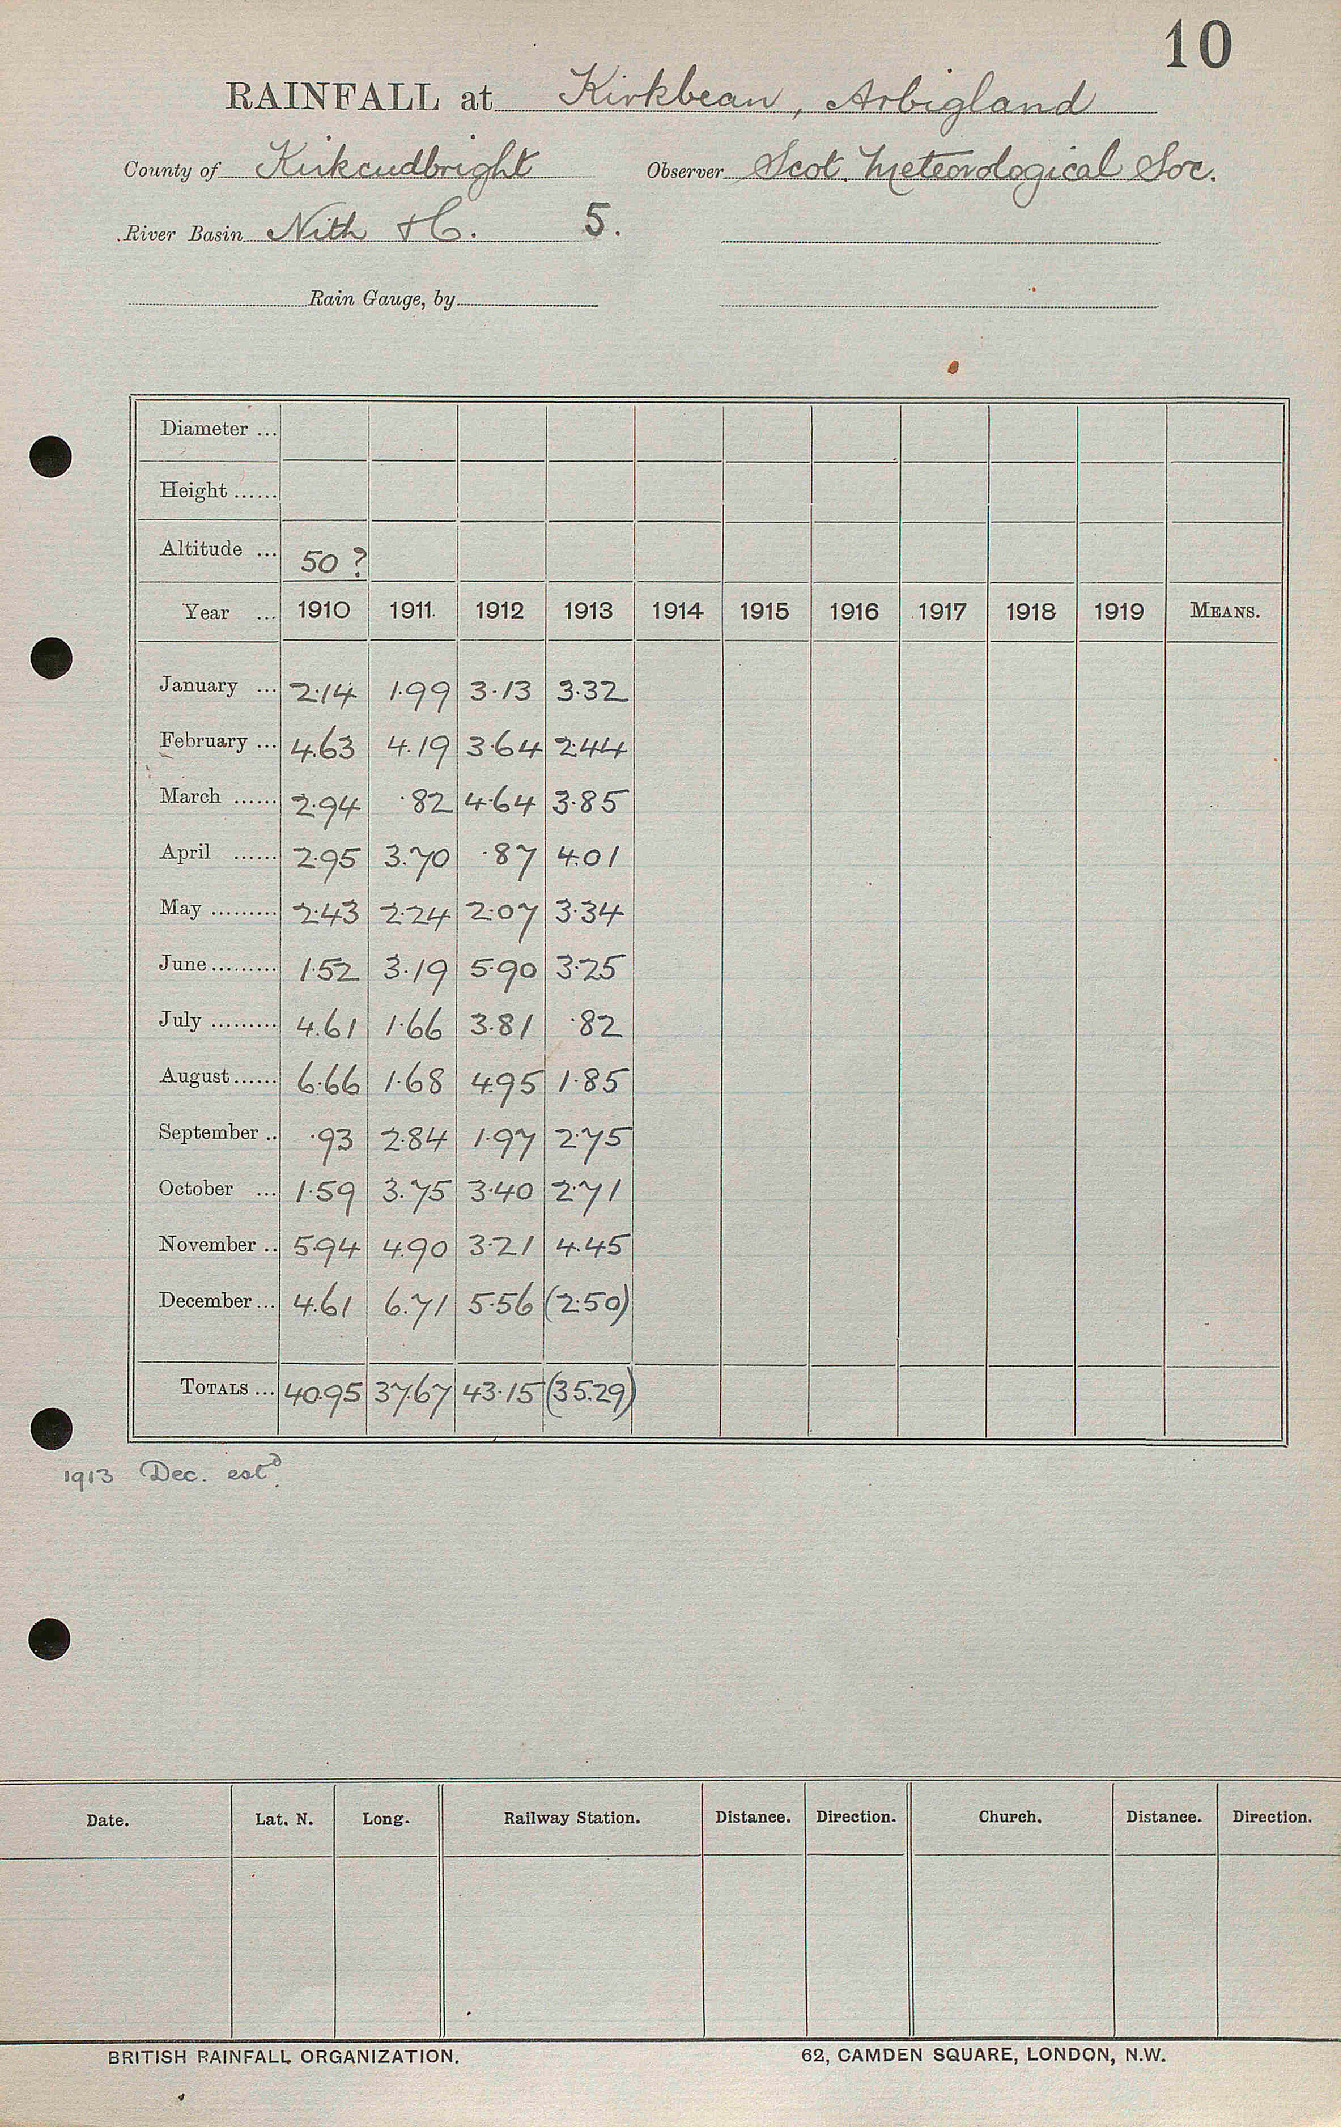 10
RAINFALL at Kirkbean, Arbigland
County of Kirkcudbright Observer Scot. Meteorological Soc.
River Basin Nith &C. 5.
Rain Gauge, by
Diameter ...
Height ......
Altitude ... 50 ?
Year ... 1910 1911 1912 1913 1914 1915 1916 1917 1918 1919 MEANS.
January ... 2.14 1.99 3.13 3.32
February ... 4.63 4.19 3.64 2.44
March ...... 2.94 .82 4.64 3.85
April ...... 2.95 3.70 .87 4.01
May ......... 2.43 2.24 2.07 3.34
June ......... 1.52 3.19 5.90 3.25
July ......... 4.61 1.66 3.81 .82
August ...... 6.66 1.68 4.95 1.85
September .. .93 2.84 1.97 2.75
October ... 1.59 3.75 3.40 2.71
November .. 5.94 4.90 3.21 4.45
December ... 4.61 6.71 5.56 (2.50)
TOTALS ... 40.95 37.67 43.15 (35.29)
1913 Dec. estd.
Date. Lat. N. Long. Railway Station. Distance. Direction. Church. Distance. Direction.
BRITISH RAINFALL ORGANIZATION. 62, CAMDEN SQUARE, LONDON, N.W.